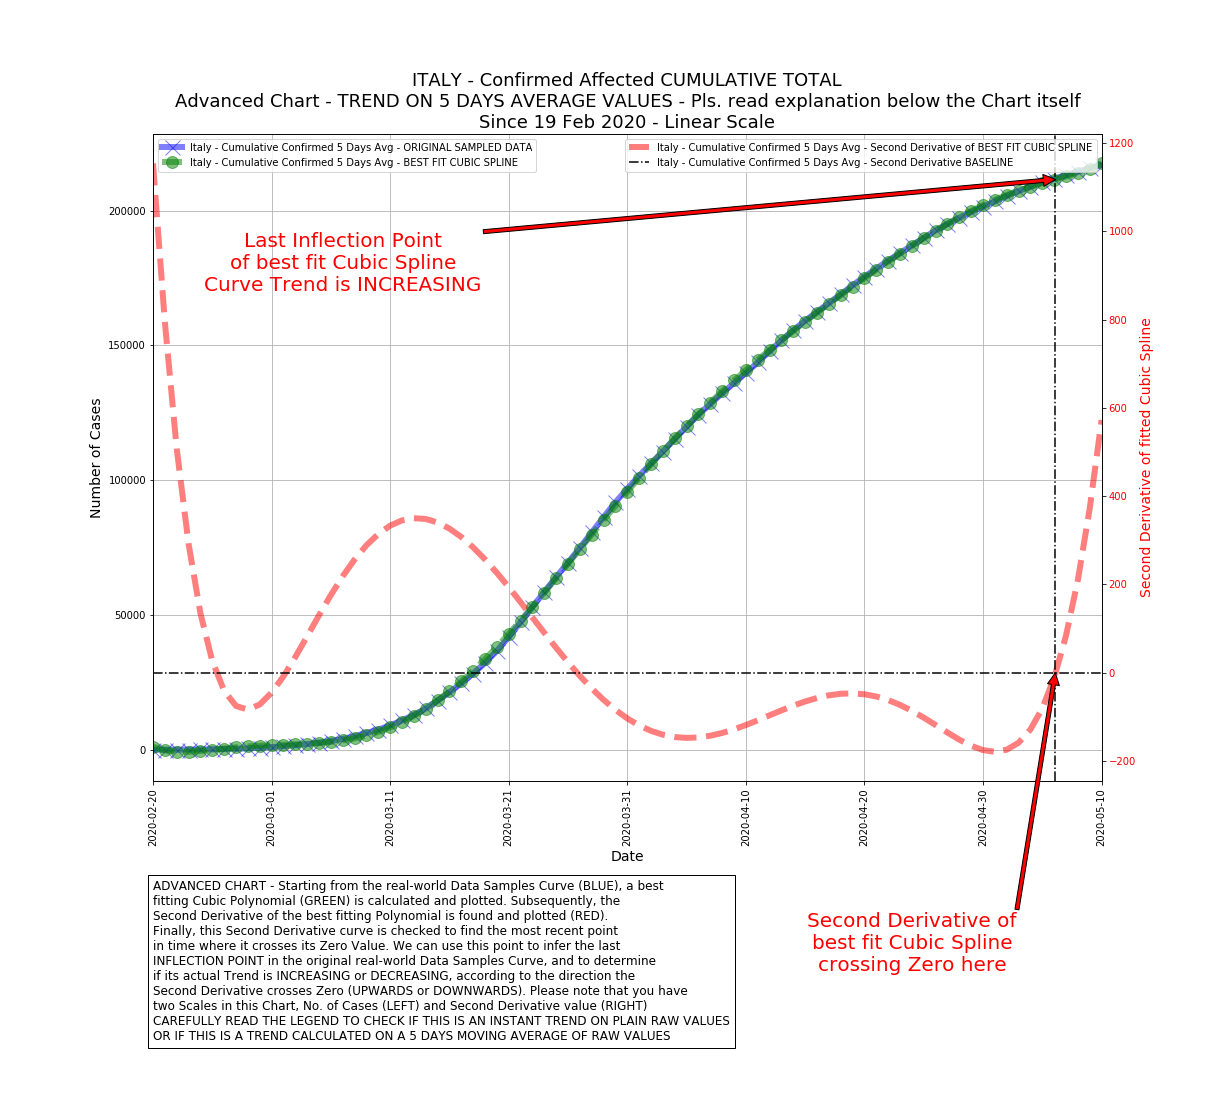 ITALY - Confirmed Affected CUMULATIVE TOTAL
Advanced Chart - TREND ON 5 DAYS AVERAGE VALUES - Pls. read explanation below the Chart itself
Since 19 Feb 2020 - Linear Scale
Italy - Cumulative Confirmed 5 Days Avg - ORIGINAL SAMPLED DATA
Italy - Cumulative Confirmed 5 Days Avg - BEST FIT CUBIC SPLINE
Italy - Cumulative Confirmed 5 Days Avg - Second Derivative of BEST FIT CUBIC SPLINE
Italy - Cumulative Confirmed 5 Days Avg - Second Derivative BASELINE
Last Inflection Point
of best fit Cubic Spline
Curve Trend is INCREASING
Number of Cases
200000
150000
100000
50000
0
1200
1000
800
600
400
200
0
−200
Second Derivative of fitted Cubic Spline
2020-02-20
2020-03-01
2020-03-11
2020-03-21
2020-03-31
2020-04-10
2020-04-20
2020-04-30
2020-05-10
Date
ADVANCED CHART - Starting from the real-world Data Samples Curve (BLUE), a best
fitting Cubic Polynomial (GREEN) is calculated and plotted. Subsequently, the
Second Derivative of the best fitting Polynomial is found and plotted (RED).
Finally, this Second Derivative curve is checked to find the most recent point
in time where it crosses its Zero Value. We can use this point to infer the last
INFLECTION POINT in the original real-world Data Samples Curve, and to determine
if its actual Trend is INCREASING or DECREASING, according to the direction the
Second Derivative crosses Zero (UPWARDS or DOWNWARDS). Please note that you have
two Scales in this Chart, No. of Cases (LEFT) and Second Derivative value (RIGHT)
CAREFULLY READ THE LEGEND TO CHECK IF THIS IS AN INSTANT TREND ON PLAIN RAW VALUES
OR IF THIS IS A TREND CALCULATED ON A 5 DAYS MOVING AVERAGE OF RAW VALUES
Second Derivative of
best fit Cubic Spline
crossing Zero here